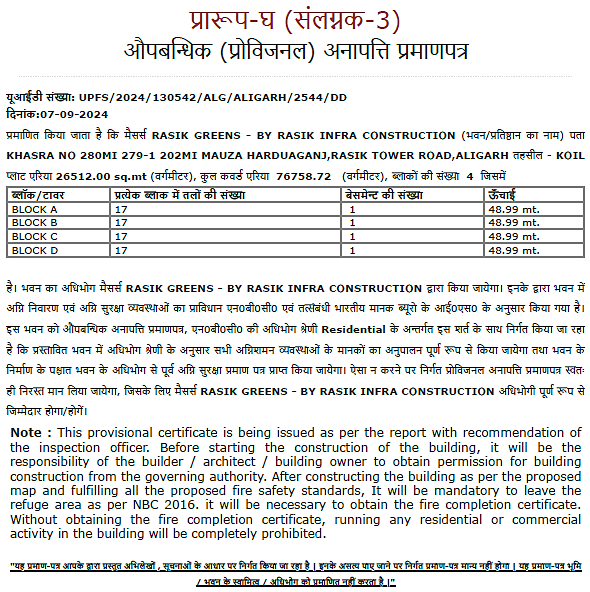 प्रारूप-घ (संलग्नक-3)
औपबन्धिक (प्रोविजनल) अनापत्ति प्रमाणपत्र
यूआईडी संख्या: UPFS/2024/130542/ALG/ALIGARH/2544/DD
दिनांक:07-09-2024
प्रमाणित किया जाता है कि मैसर्स RASIK GREENS - BY RASIK INFRA CONSTRUCTION (भवन/प्रतिष्ठान का नाम) पता
KHASRA NO 280MI 279-1 202MI MAUZA HARDUAGANJ,RASIK TOWER ROAD,ALIGARH तहसील - KOIL
प्लाट एरिया 26512.00 sq.mt (वर्गमीटर), कुल कवर्ड एरिया 76758.72 (वर्गमीटर), ब्लाकों की संख्या 4 जिसमें
ब्लॉक/टावर प्रत्येक ब्लाक में तलों की संख्या बेसमेन्ट की संख्या ऊँचाई
BLOCK A 17 1 48.99 mt.
BLOCK B 17 1 48.99 mt.
BLOCK C 17 1 48.99 mt.
BLOCK D 17 1 48.99 mt.
है। भवन का अधिभोग मैसर्स RASIK GREENS - BY RASIK INFRA CONSTRUCTION द्वारा किया जायेगा। इनके द्वारा भवन में
अग्नि निवारण एवं अग्नि सुरक्षा व्यवस्थाओं का प्राविधान एन0बी0सी0 एवं तत्संबंधी भारतीय मानक ब्यूरो के आई0एस0 के अनुसार किया गया है।
इस भवन को औपबन्धिक अनापत्ति प्रमाणपत्र, एन0बी0सी0 की अधिभोग श्रेणी Residential के अन्तर्गत इस शर्त के साथ निर्गत किया जा रहा
है कि प्रस्तावित भवन में अधिभोग श्रेणी के अनुसार सभी अग्निशमन व्यवस्थाओं के मानकों का अनुपालन पूर्ण रूप से किया जायेगा तथा भवन के
निर्माण के पश्चात भवन के अधिभोग से पूर्व अग्नि सुरक्षा प्रमाण पत्र प्राप्त किया जायेगा। ऐसा न करने पर निर्गत प्रोविजनल अनापत्ति प्रमाणपत्र स्वतः
ही निरस्त मान लिया जायेगा, जिसके लिए मैसर्स RASIK GREENS - BY RASIK INFRA CONSTRUCTION अधिभोगी पूर्ण रूप से
जिम्मेदार होगा/होगें।
Note : This provisional certificate is being issued as per the report with recommendation of
the inspection officer. Before starting the construction of the building, it will be the
responsibility of the builder / architect / building owner to obtain permission for building
construction from the governing authority. After constructing the building as per the proposed
map and fulfilling all the proposed fire safety standards, It will be mandatory to leave the
refuge area as per NBC 2016. it will be necessary to obtain the fire completion certificate.
Without obtaining the fire completion certificate, running any residential or commercial
activity in the building will be completely prohibited.
"यह प्रमाण-पत्र आपके द्वारा प्रस्तुत अभिलेखों , सूचनाओं के आधार पर निर्गत किया जा रहा है | इनके असत्य पाए जाने पर निर्गत प्रमाण-पत्र मान्य नहीं होगा | यह प्रमाण-पत्र भूमि
/ भवन के स्वामित्व / अधिभोग को प्रमाणित नहीं करता है |"